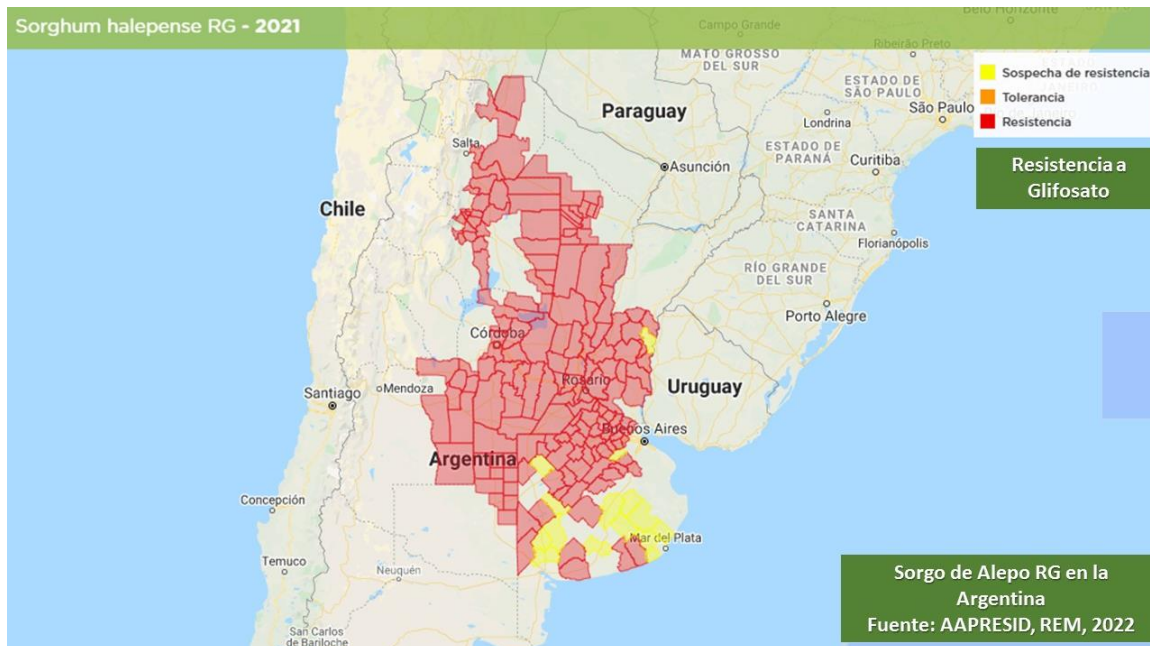 Sorghum halepense RG - 2021
Campo Grande
Belo Horizonte
MATO GROSSO
DEL SUR
Ribeirão Preto
Sospecha de resistencia
Tolerancia
Resistencia
ESTADO DE
SÃO PAULO
Paraguay
São Paulo
Londrina
Salta
Asunción
ESTADO DE
PARANÁ
Curitiba
Resistencia a
Glifosato
Chile
SANTA
CATARINA
Florianópolis
RÍO GRANDE
DEL SUR
Porto Alegre
Córdoba
Santiago
Mendoza
Rosario
Uruguay
Buenos Aires
Argentina
Concepción
Mar del Plata
Temuco
Neuquén
San Carlos
de Bariloche
Sorgo de Alepo RG en la
Argentina
Fuente: AAPRESID, REM, 2022